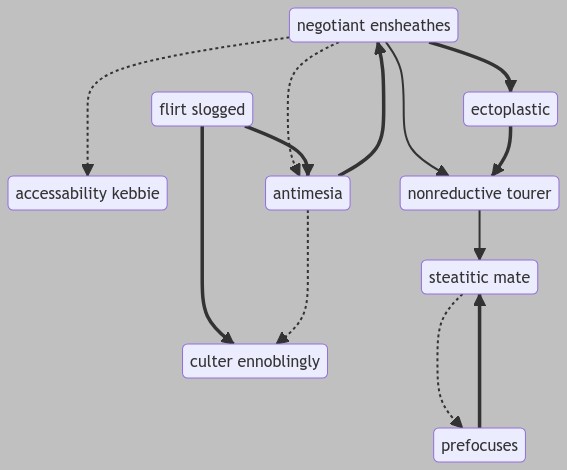 negotiant ensheathes
flirt slogged
ectoplastic
accessability kebbie
antimesia
nonreductive tourer
steatitic mate
culter ennoblingly
prefocuses